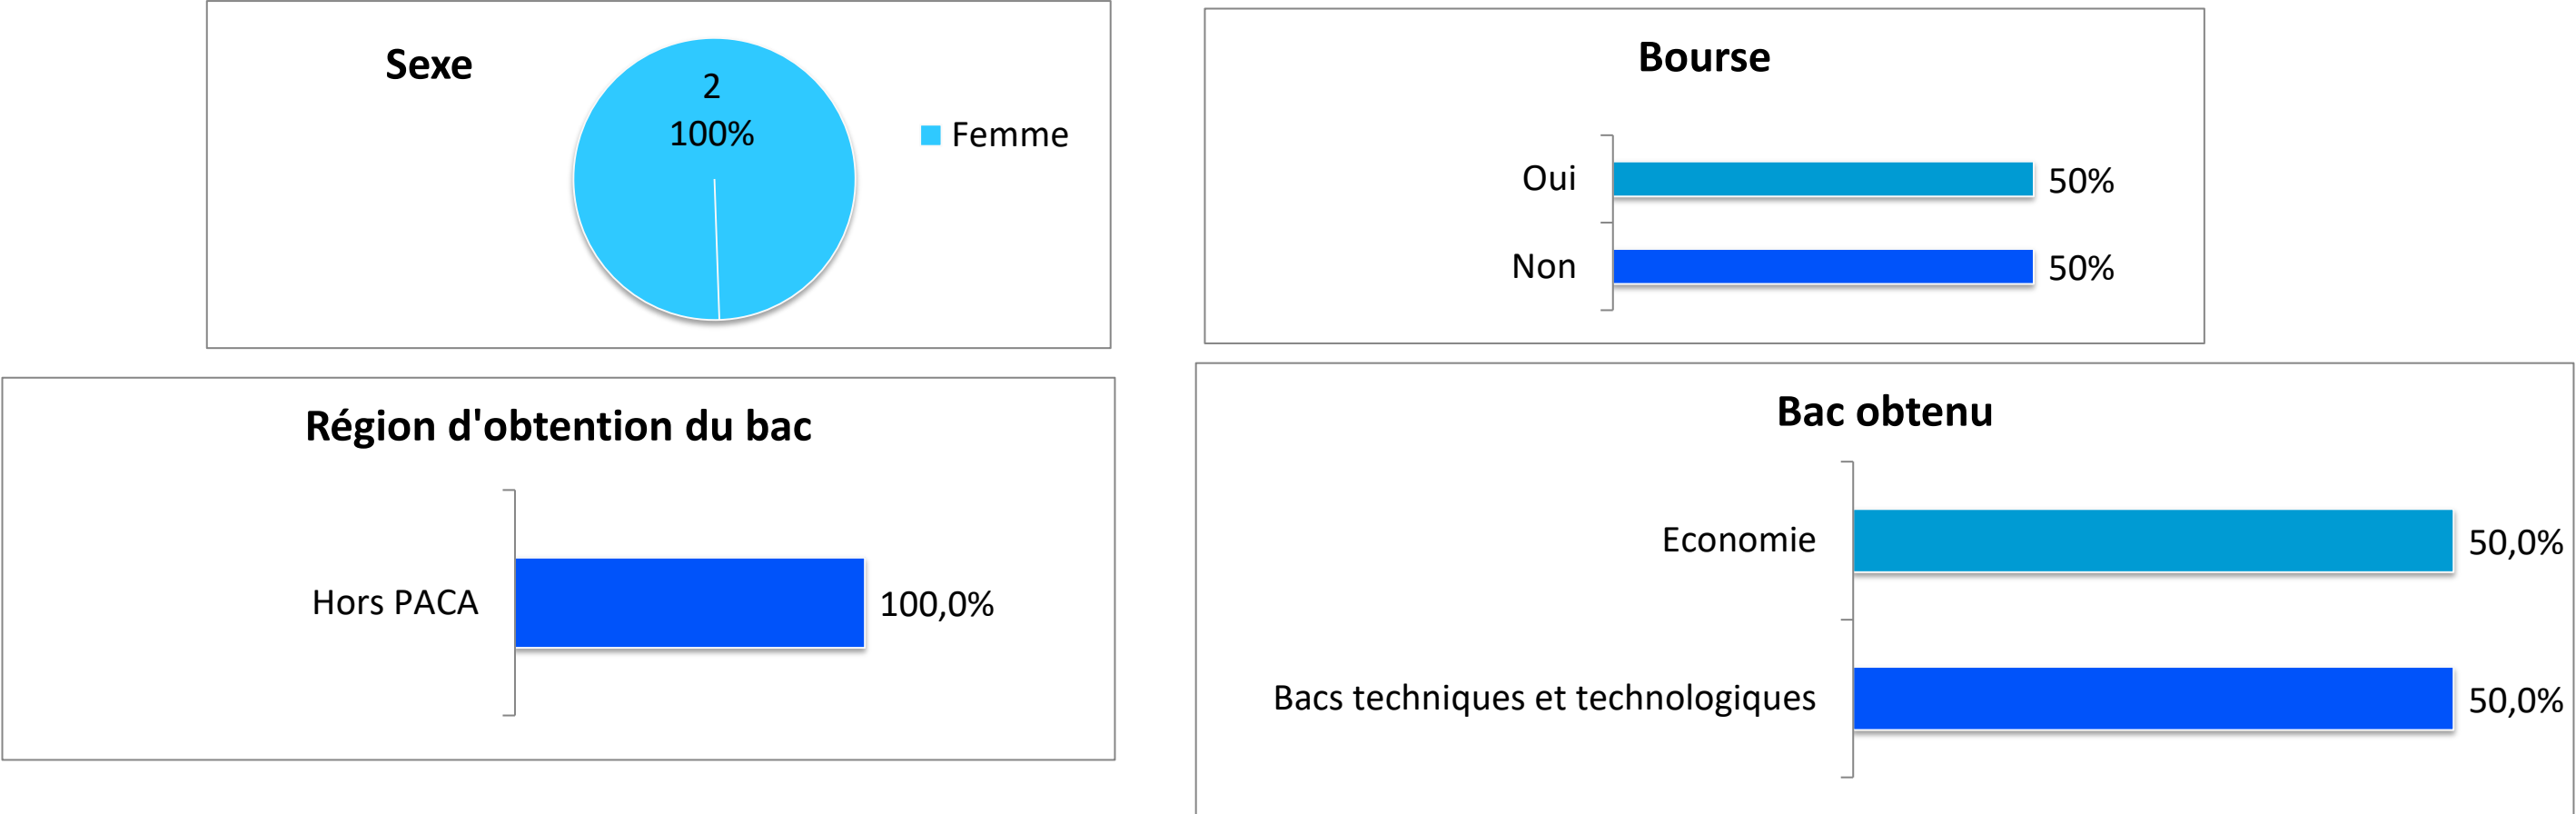 Sexe
2
100%
Femme
Bourse
Oui
50%
Non
50%
Région d'obtention du bac
Hors PACA
100,0%
Bac obtenu
Economie
50,0%
Bacs techniques et technologiques
50,0%